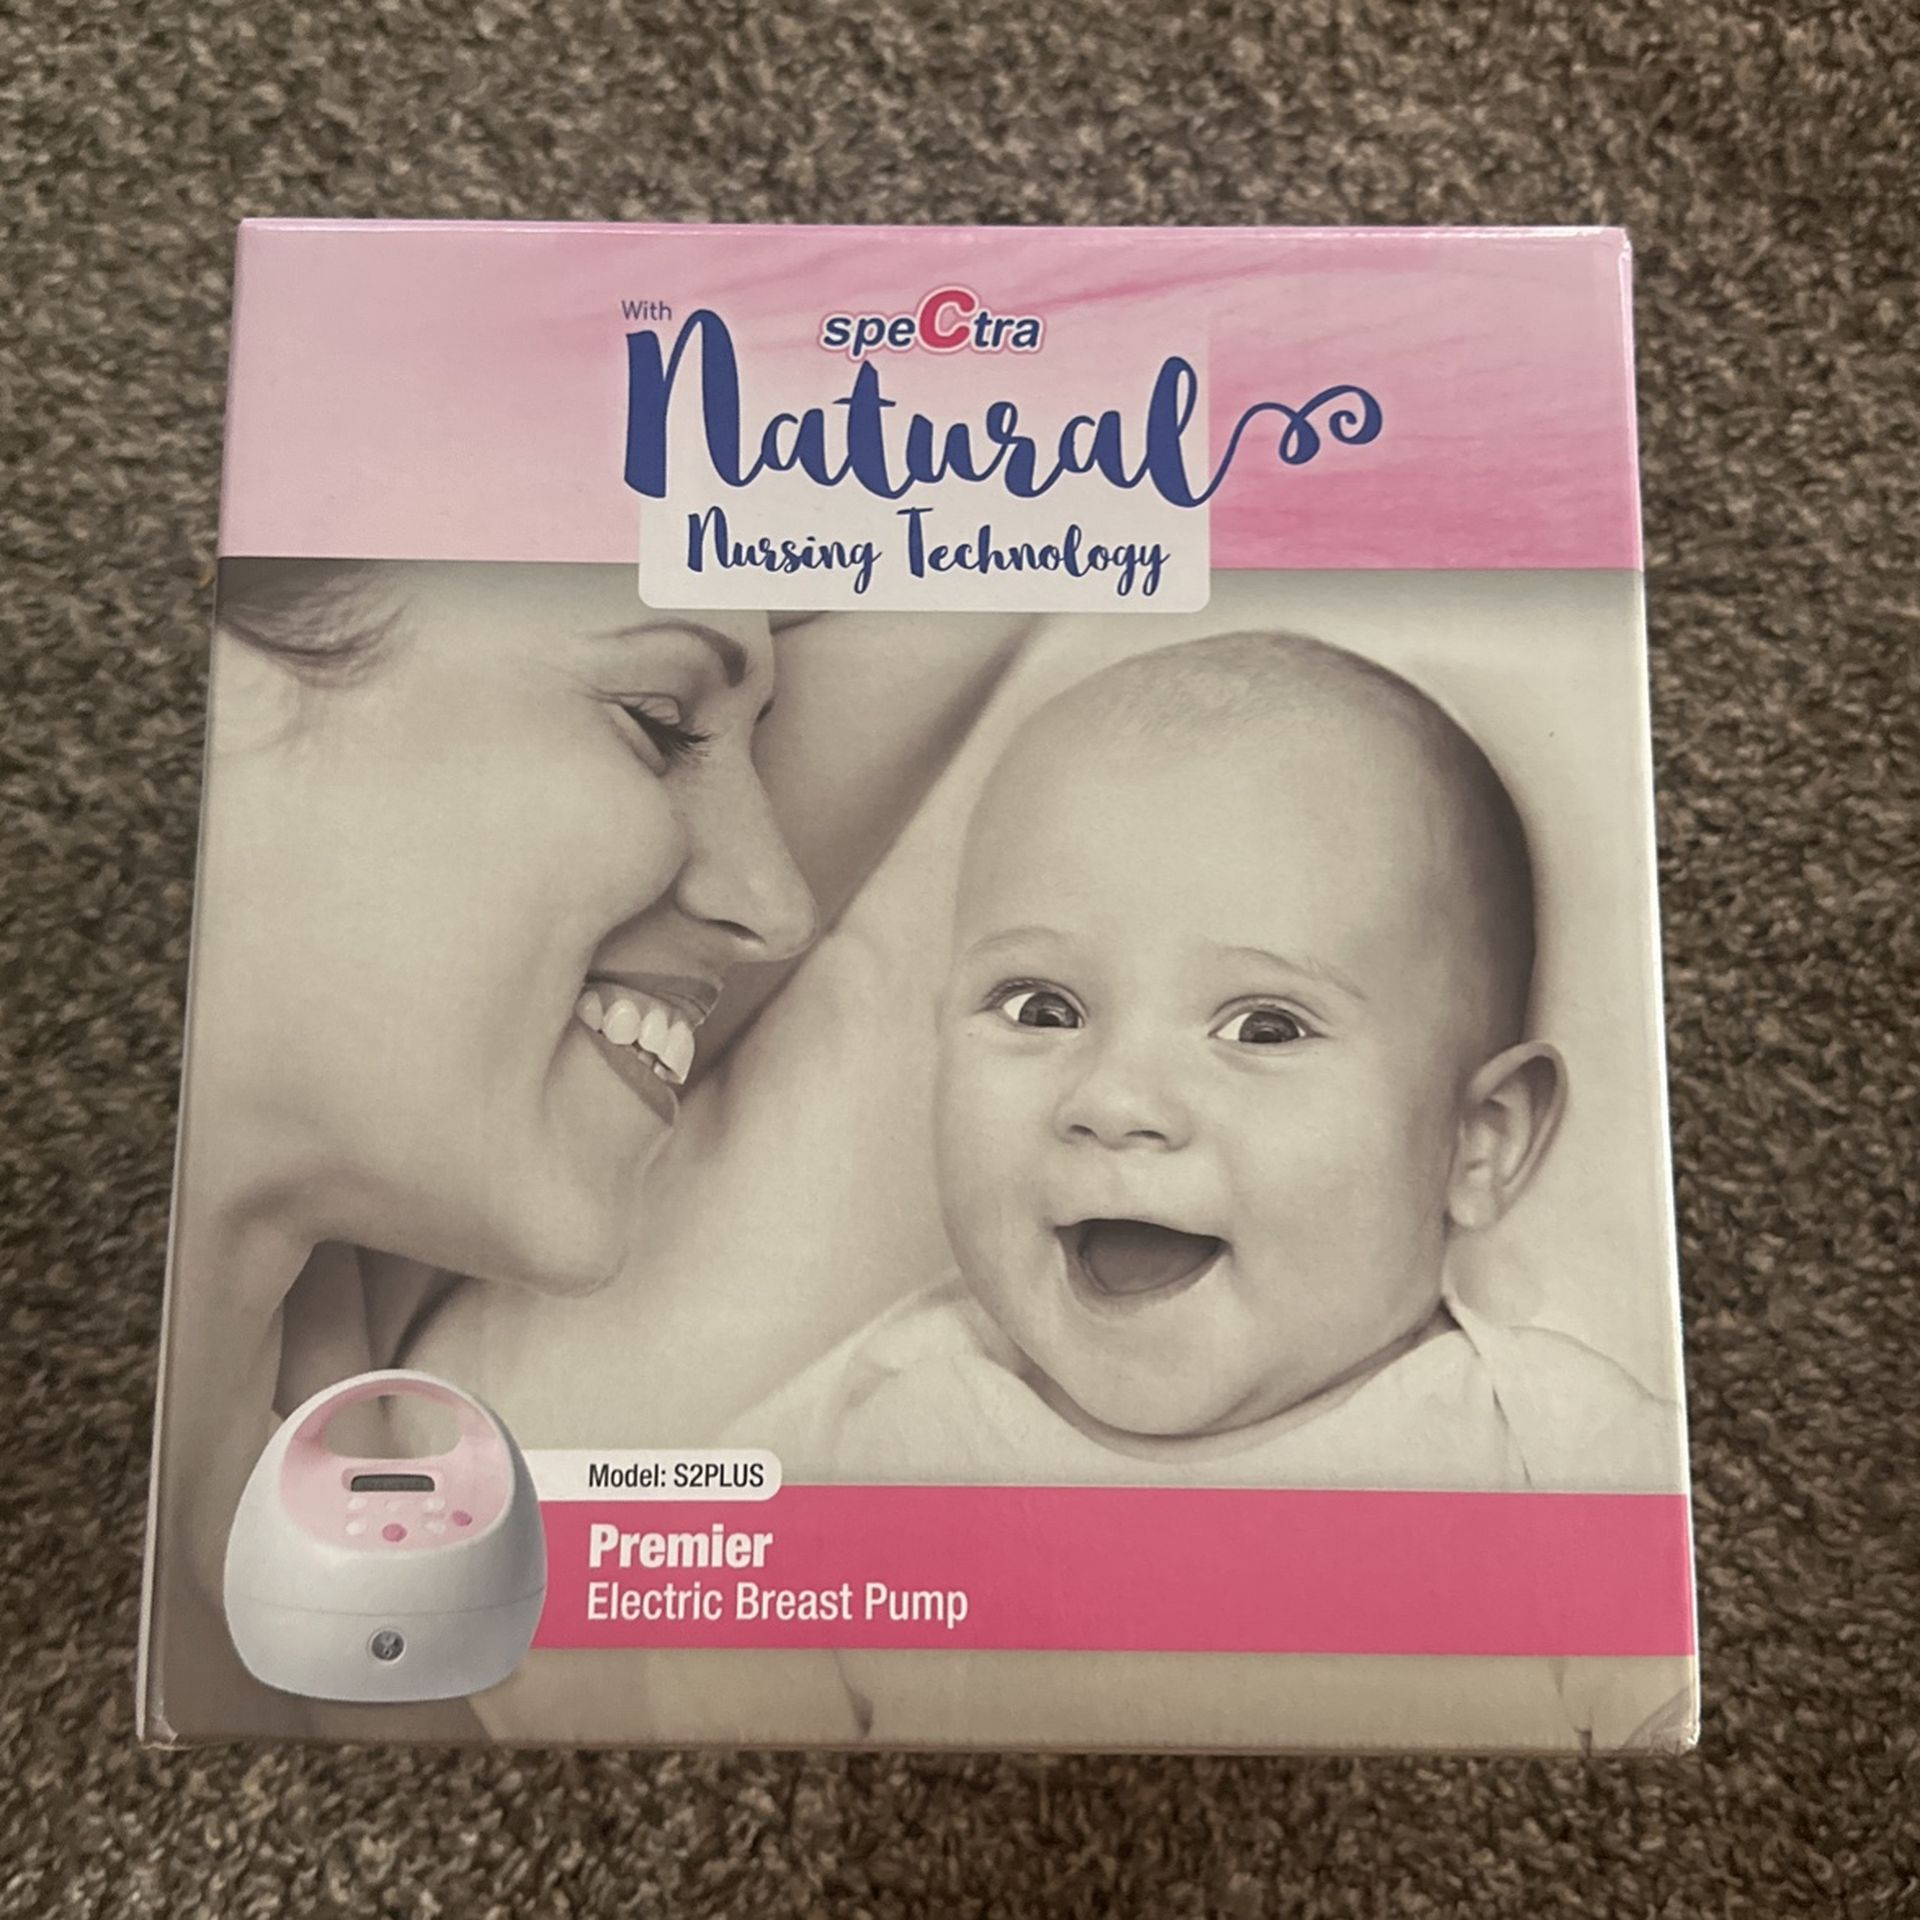 With
speCtra
Natural
Nursing Technology
Model: S2PLUS
Premier
Electric Breast Pump